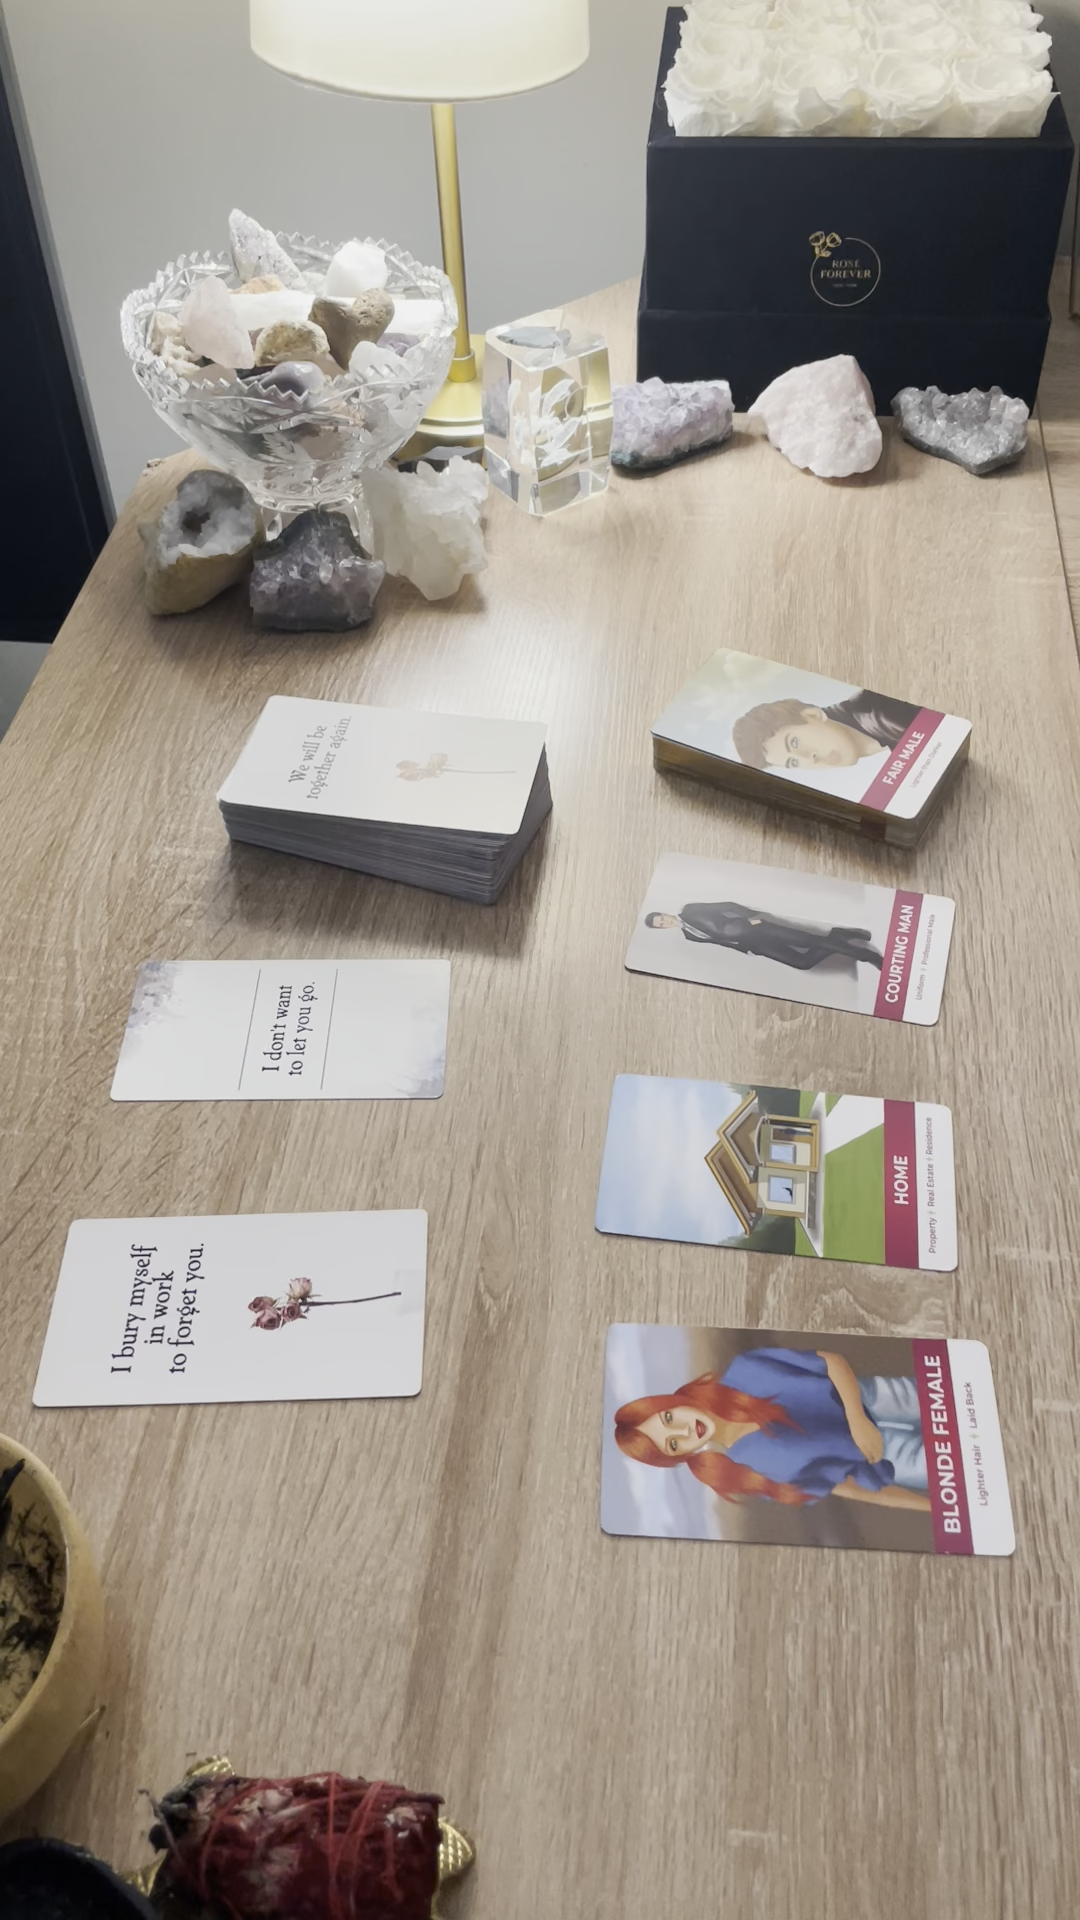 ROSE
FOREVER
We will be
together again.
FAIR MALE
COURTING MAN
Uniform + Professional Male
I don't want
to let you go.
HOME
Property + Real Estate + Residence
I bury myself
in work
to forget you.
BLONDE FEMALE
Lighter Hair + Laid Back